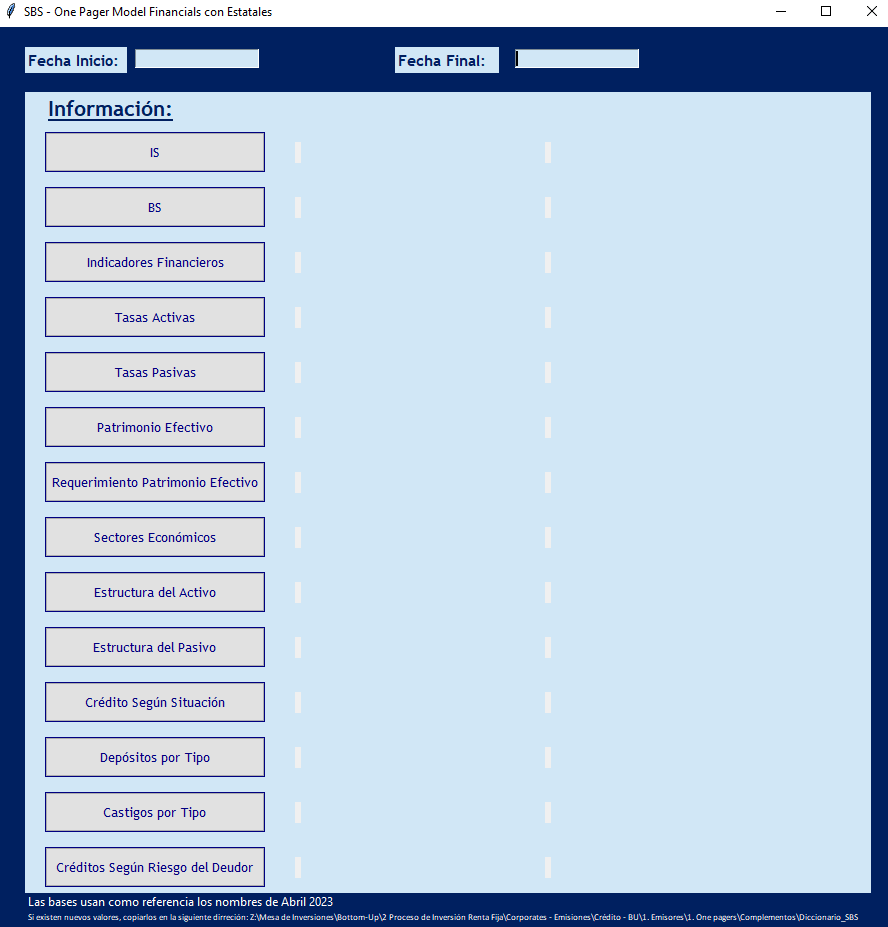 SBS - One Pager Model Financials con Estatales
Fecha Inicio: Fecha Final:
Información:
IS
BS
Indicadores Financieros
Tasas Activas
Tasas Pasivas
Patrimonio Efectivo
Requerimiento Patrimonio Efectivo
Sectores Económicos
Estructura del Activo
Estructura del Pasivo
Crédito Según Situación
Depósitos por Tipo
Castigos por Tipo
Créditos Según Riesgo del Deudor
Las bases usan como referencia los nombres de Abril 2023
Si existen nuevos valores, copiarlos en la siguiente dirreción: Z:\Mesa de Inversiones\Bottom-Up\2 Proceso de Inversión Renta Fija\Corporates - Emisiones\Crédito - BU\1. Emisores\1. One pagers\Complementos\Diccionario_SBS